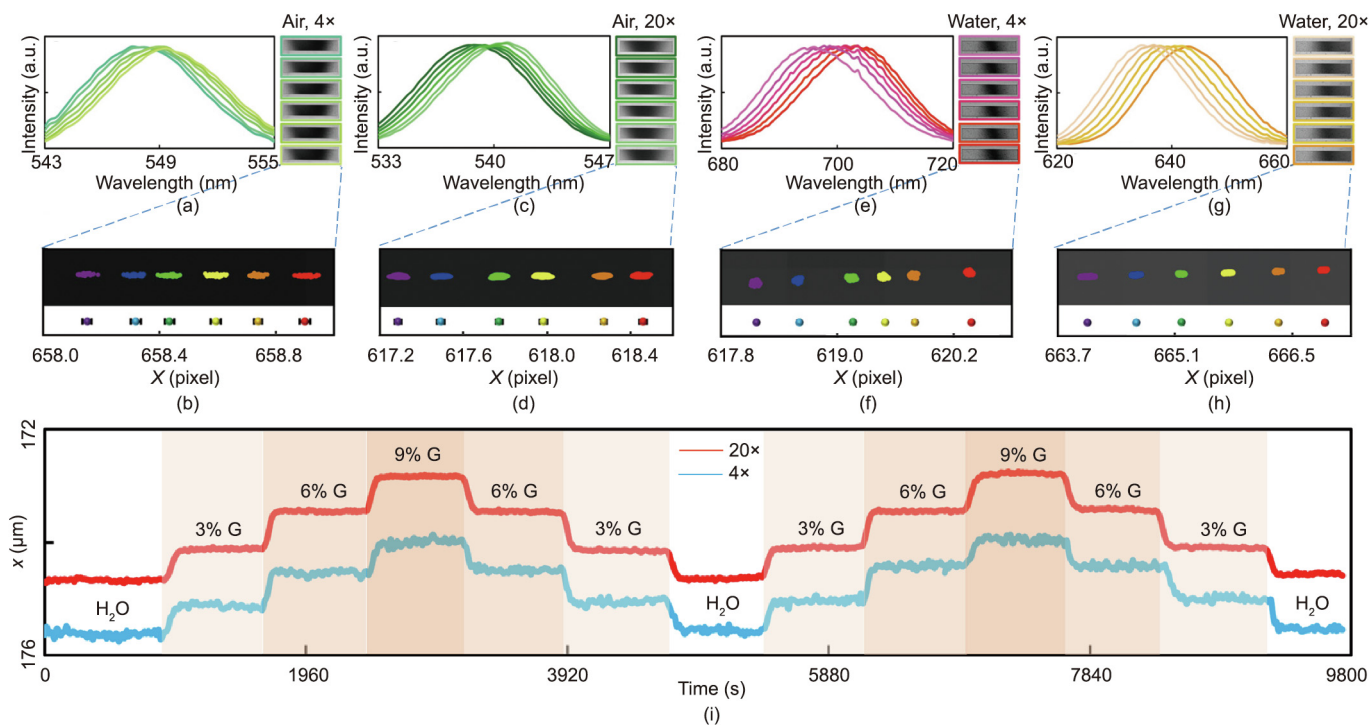 Air, 4×
Intensity (a.u.)
543 549 555
Wavelength (nm)
(a)
Air, 20×
Intensity (a.u.)
533 540 547
Wavelength (nm)
(c)
Water, 4×
Intensity (a.u.)
680 700 720
Wavelength (nm)
(e)
Water, 20×
Intensity (a.u.)
620 640 660
Wavelength (nm)
(g)
658.0 658.4 658.8
X (pixel)
(b)
617.2 617.6 618.0 618.4
X (pixel)
(d)
617.8 619.0 620.2
X (pixel)
(f)
663.7 665.1 666.5
X (pixel)
(h)
172
x (μm)
176
20×
4×
H₂O
3% G
6% G
9% G
6% G
3% G
H₂O
3% G
6% G
9% G
6% G
3% G
H₂O
0 1960 3920 5880 7840 9800
Time (s)
(i)